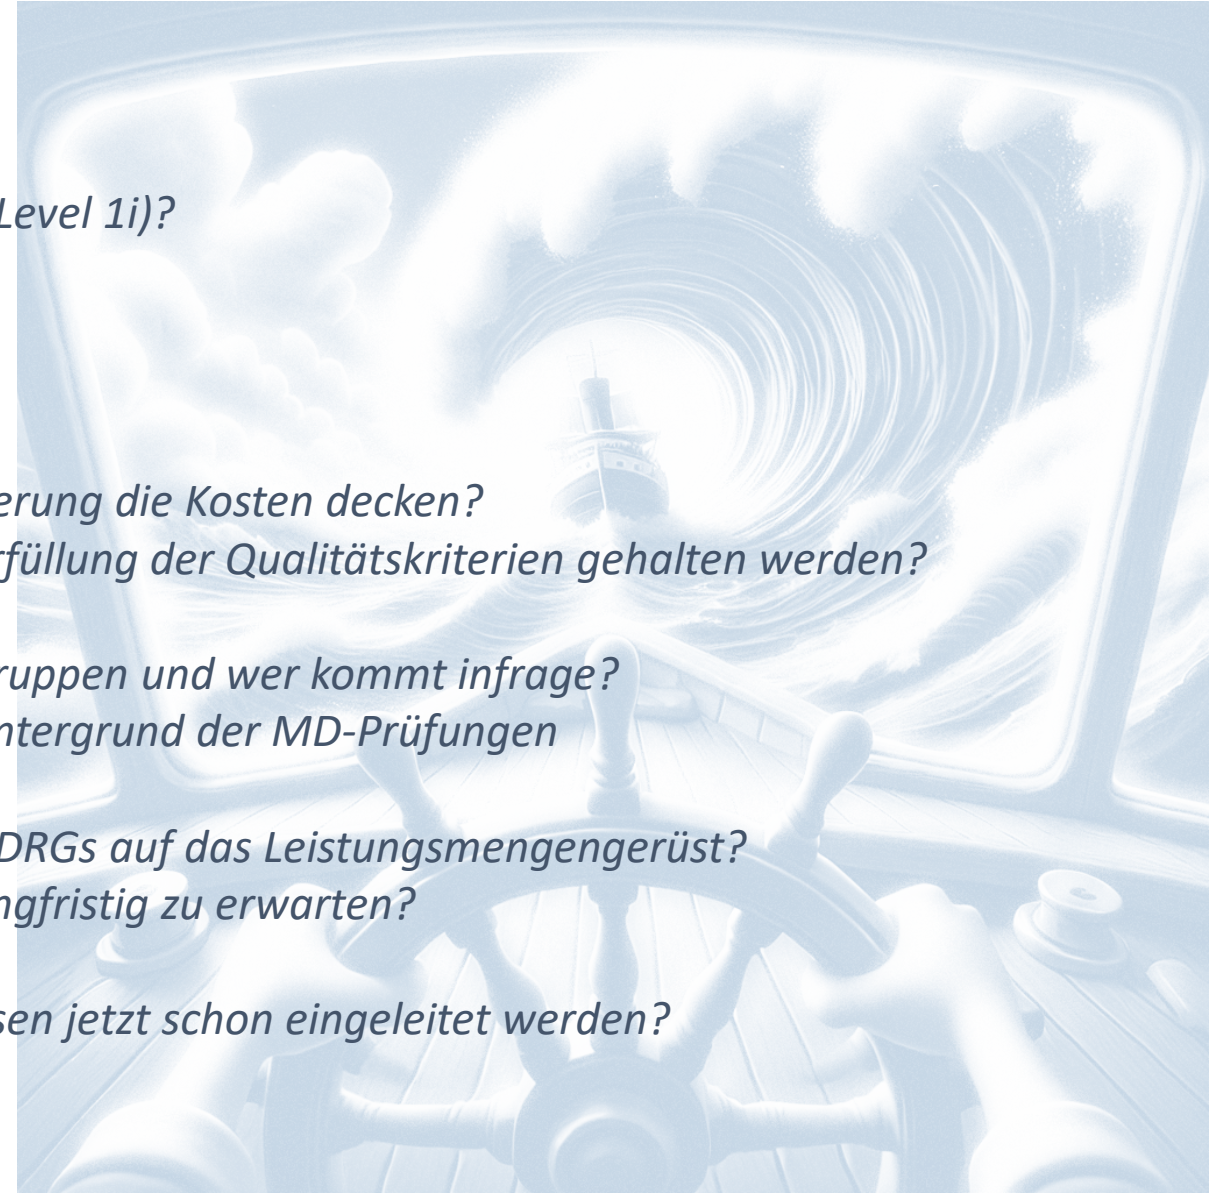 Level 1i)?
erung die Kosten decken?
rfüllung der Qualitätskriterien gehalten werden?
ruppen und wer kommt infrage?
ntergrund der MD-Prüfungen
DRGs auf das Leistungsmengengerüst?
ngfristig zu erwarten?
sen jetzt schon eingeleitet werden?